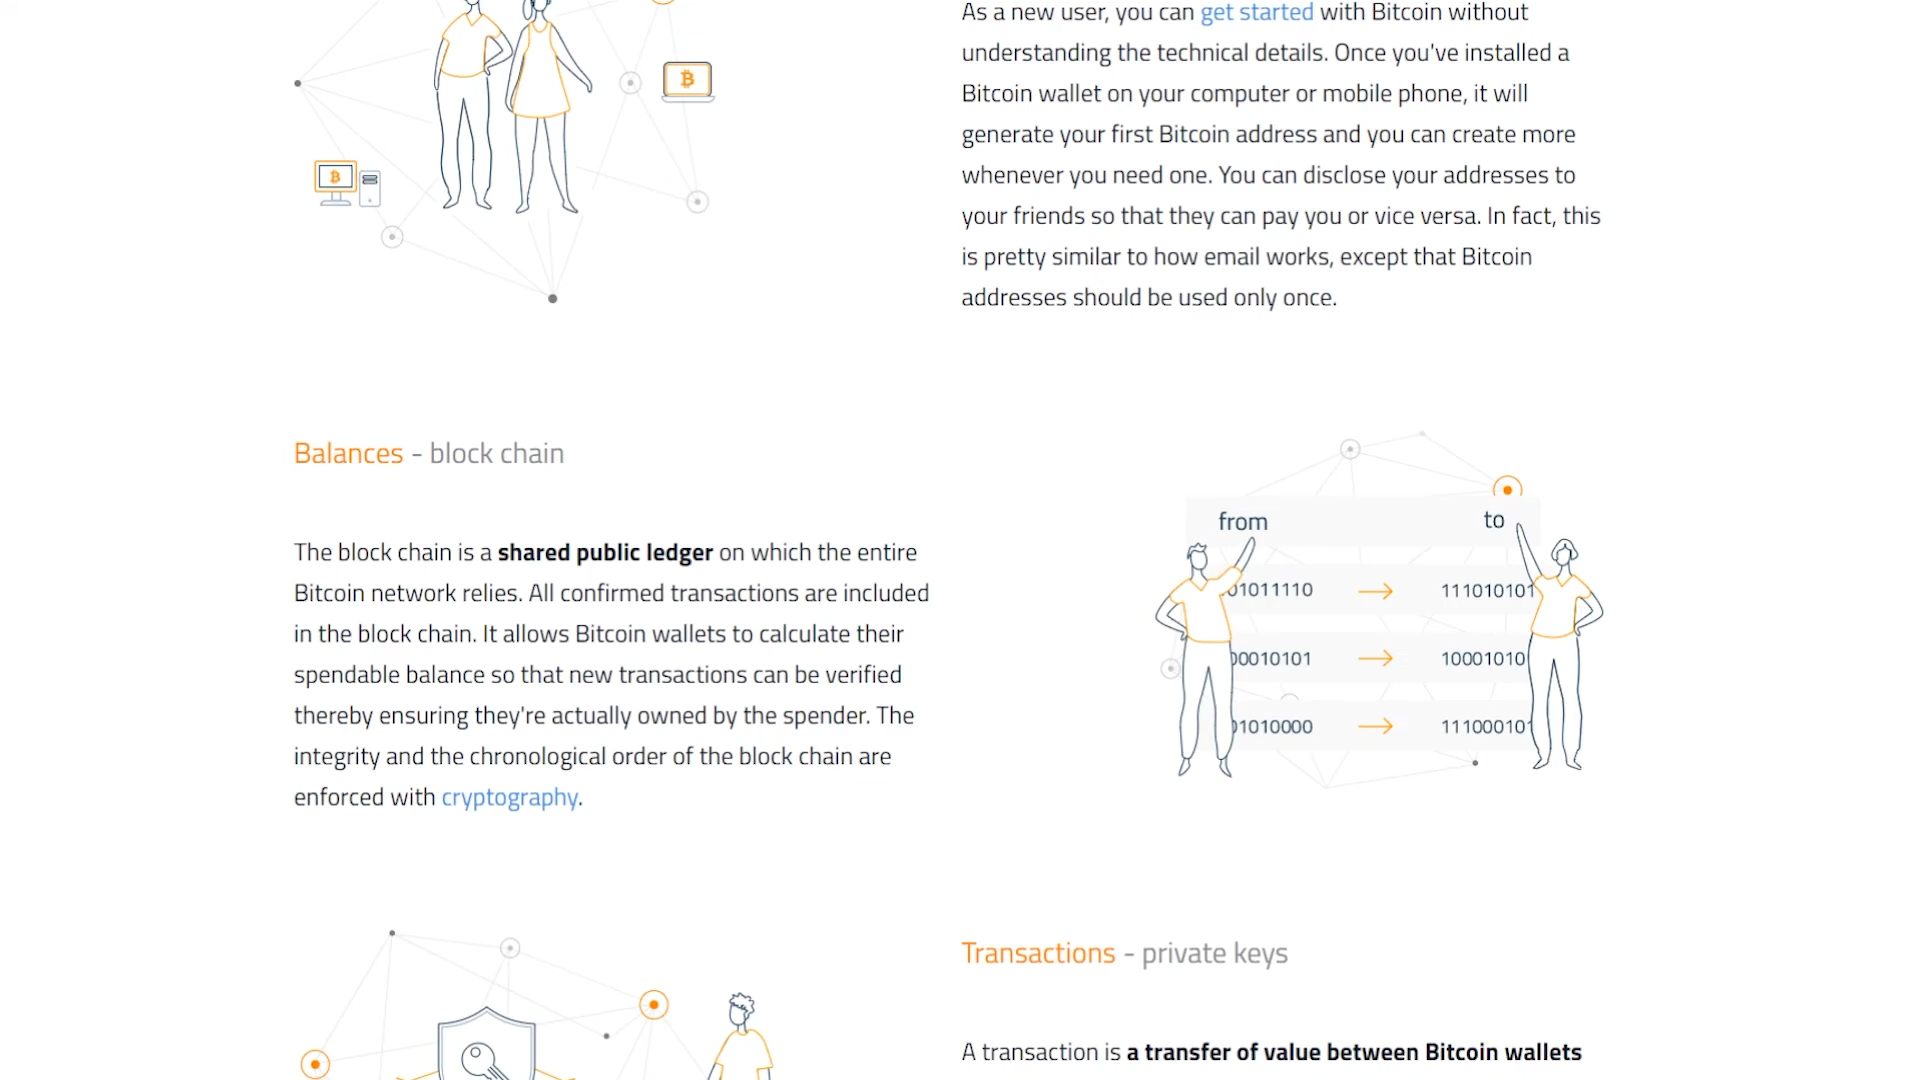 As a new user, you can get started with Bitcoin without
understanding the technical details. Once you've installed a
Bitcoin wallet on your computer or mobile phone, it will
generate your first Bitcoin address and you can create more
whenever you need one. You can disclose your addresses to
your friends so that they can pay you or vice versa. In fact, this
is pretty similar to how email works, except that Bitcoin
addresses should be used only once.
Balances - block chain
The block chain is a shared public ledger on which the entire
Bitcoin network relies. All confirmed transactions are included
in the block chain. It allows Bitcoin wallets to calculate their
spendable balance so that new transactions can be verified
thereby ensuring they're actually owned by the spender. The
integrity and the chronological order of the block chain are
enforced with cryptography.
from to
01011110 → 111010101
00010101 → 10001010
01010000 → 111000101
Transactions - private keys
A transaction is a transfer of value between Bitcoin wallets